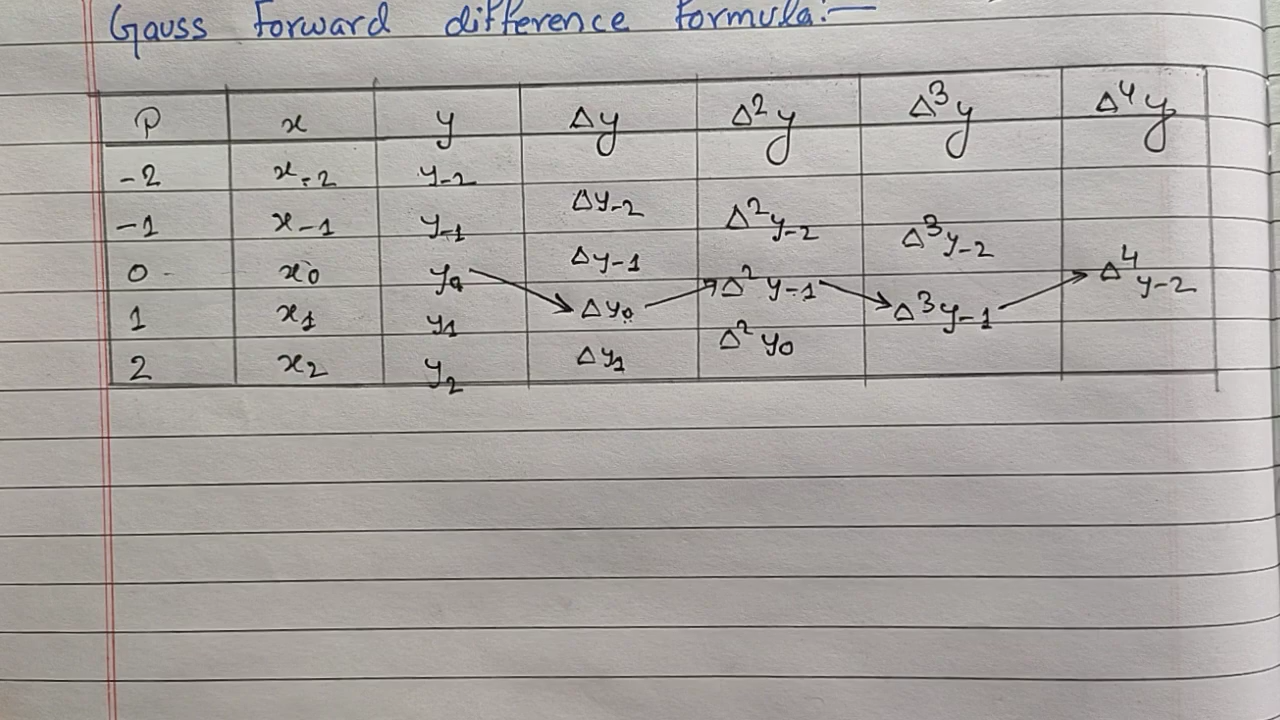 Gauss Forward difference formula:—
P x y Δy Δ²y Δ³y Δ⁴y
-2 x₋₂ y₋₂
Δy₋₂
-1 x₋₁ y₋₁ Δ²y₋₂ Δ³y₋₂
Δy₋₁
0 x₀ y₀ Δ²y₋₁ Δ⁴y₋₂
Δy₀ Δ³y₋₁
1 x₁ y₁ Δ²y₀
Δy₁
2 x₂ y₂